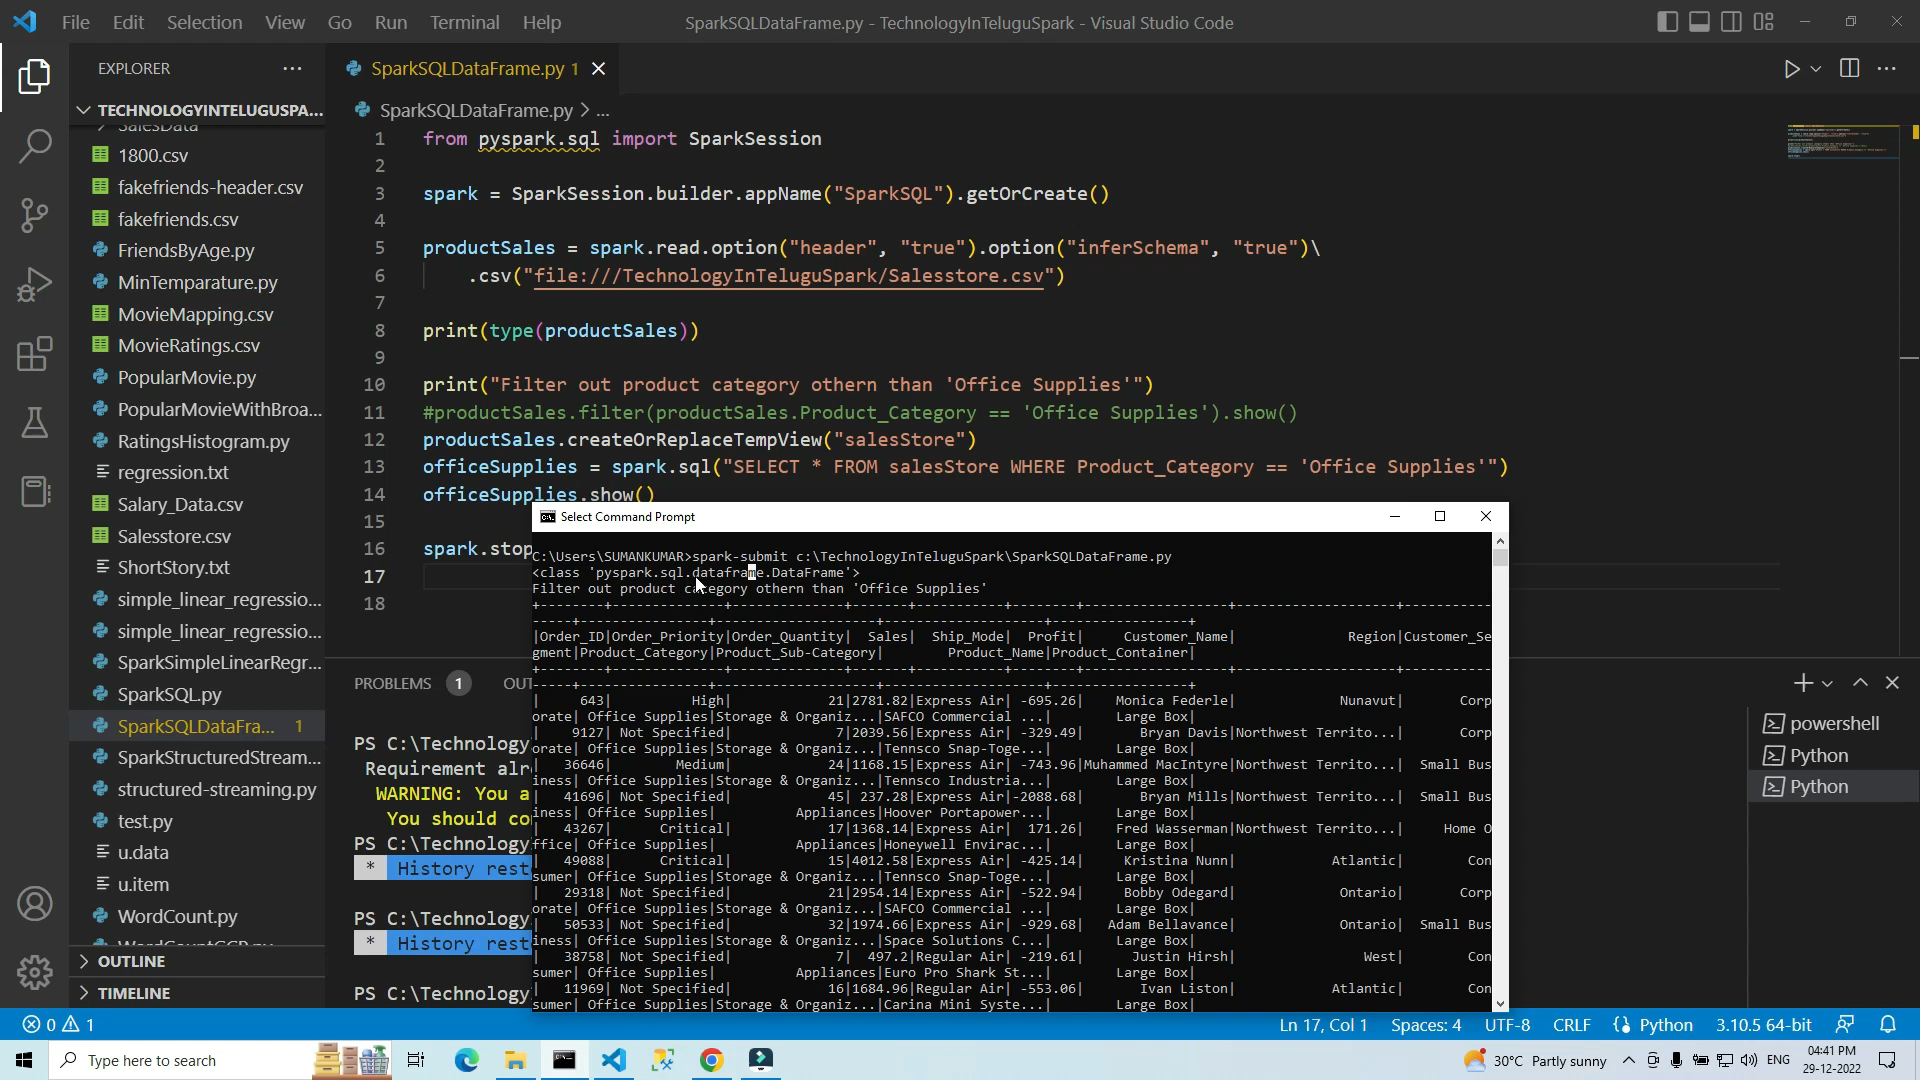 File Edit Selection View Go Run Terminal Help
SparkSQLDataFrame.py - TechnologyInTeluguSpark - Visual Studio Code
EXPLORER
TECHNOLOGYINTELUGUSPA...
SalesData
1800.csv
fakefriends-header.csv
fakefriends.csv
FriendsByAge.py
MinTemparature.py
MovieMapping.csv
MovieRatings.csv
PopularMovie.py
PopularMovieWithBroa...
RatingsHistogram.py
regression.txt
Salary_Data.csv
Salesstore.csv
ShortStory.txt
simple_linear_regressio...
simple_linear_regressio...
SparkSimpleLinearRegr...
SparkSQL.py
SparkSQLDataFra... 1
SparkStructuredStream...
structured-streaming.py
test.py
u.data
u.item
WordCount.py
OUTLINE
TIMELINE
SparkSQLDataFrame.py 1
SparkSQLDataFrame.py > ...
1 from pyspark.sql import SparkSession
2
3 spark = SparkSession.builder.appName("SparkSQL").getOrCreate()
4
5 productSales = spark.read.option("header", "true").option("inferSchema", "true")\
6 .csv("file:///TechnologyInTeluguSpark/Salesstore.csv")
7
8 print(type(productSales))
9
10 print("Filter out product category othern than 'Office Supplies'")
11 #productSales.filter(productSales.Product_Category == 'Office Supplies').show()
12 productSales.createOrReplaceTempView("salesStore")
13 officeSupplies = spark.sql("SELECT * FROM salesStore WHERE Product_Category == 'Office Supplies'")
14 officeSupplies.show()
15
16 spark.stop
17
18
PROBLEMS 1 OUT
PS C:\Technology
Requirement alr
WARNING: You a
You should co
PS C:\Technology
* History rest
PS C:\Technology
* History rest
PS C:\Technology
powershell
Python
Python
Select Command Prompt
C:\Users\SUMANKUMAR>spark-submit c:\TechnologyInTeluguSpark\SparkSQLDataFrame.py
<class 'pyspark.sql.dataframe.DataFrame'>
Filter out product category othern than 'Office Supplies'
+--------+--------------+--------------+-------+-----------+--------+------------------+--------------------+-----------
-----+----------------+--------------------+--------------------+-----------------+
|Order_ID|Order_Priority|Order_Quantity| Sales| Ship_Mode| Profit| Customer_Name| Region|Customer_Se
gment|Product_Category|Product_Sub-Category| Product_Name|Product_Container|
+--------+--------------+--------------+-------+-----------+--------+------------------+--------------------+-----------
-----+----------------+--------------------+--------------------+-----------------+
| 643| High| 21|2781.82|Express Air| -695.26| Monica Federle| Nunavut| Corp
orate| Office Supplies|Storage & Organiz...|SAFCO Commercial ...| Large Box|
| 9127| Not Specified| 7|2039.56|Express Air| -329.49| Bryan Davis|Northwest Territo...| Corp
orate| Office Supplies|Storage & Organiz...|Tennsco Snap-Toge...| Large Box|
| 36646| Medium| 24|1168.15|Express Air| -743.96|Muhammed MacIntyre|Northwest Territo...| Small Bus
iness| Office Supplies|Storage & Organiz...|Tennsco Industria...| Large Box|
| 41696| Not Specified| 45| 237.28|Express Air|-2088.68| Bryan Mills|Northwest Territo...| Small Bus
iness| Office Supplies| Appliances|Hoover Portapower...| Large Box|
| 43267| Critical| 17|1368.14|Express Air| 171.26| Fred Wasserman|Northwest Territo...| Home O
ffice| Office Supplies| Appliances|Honeywell Envirac...| Large Box|
| 49088| Critical| 15|4012.58|Express Air| -425.14| Kristina Nunn| Atlantic| Con
sumer| Office Supplies|Storage & Organiz...|Tennsco Snap-Toge...| Large Box|
| 29318| Not Specified| 21|2954.14|Express Air| -522.94| Bobby Odegard| Ontario| Corp
orate| Office Supplies|Storage & Organiz...|SAFCO Commercial ...| Large Box|
| 50533| Not Specified| 32|1974.66|Express Air| -929.68| Adam Bellavance| Ontario| Small Bus
iness| Office Supplies|Storage & Organiz...|Space Solutions C...| Large Box|
| 38758| Not Specified| 7| 497.2|Regular Air| -219.61| Justin Hirsh| West| Con
sumer| Office Supplies| Appliances|Euro Pro Shark St...| Large Box|
| 11969| Not Specified| 16|1684.96|Regular Air| -553.06| Ivan Liston| Atlantic| Con
sumer| Office Supplies|Storage & Organiz...|Carina Mini Syste...| Large Box|
0 1
Ln 17, Col 1 Spaces: 4 UTF-8 CRLF Python 3.10.5 64-bit
Type here to search
30°C Partly sunny ENG 04:41 PM
29-12-2022